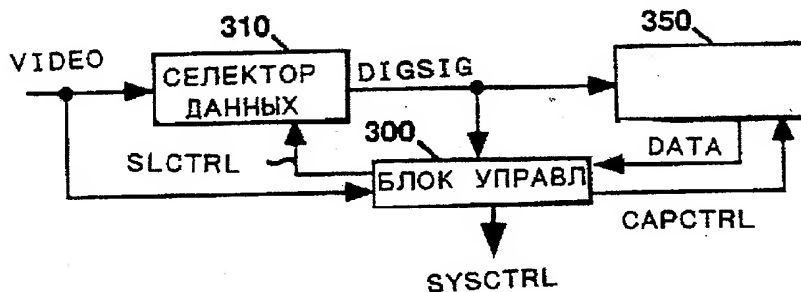 310
350
VIDEO
СЕЛЕКТОР
ДАННЫХ
DIGSIG
300
DATA
SLCTRL
БЛОК УПРАВЛ
CAPCTRL
SYSCTRL